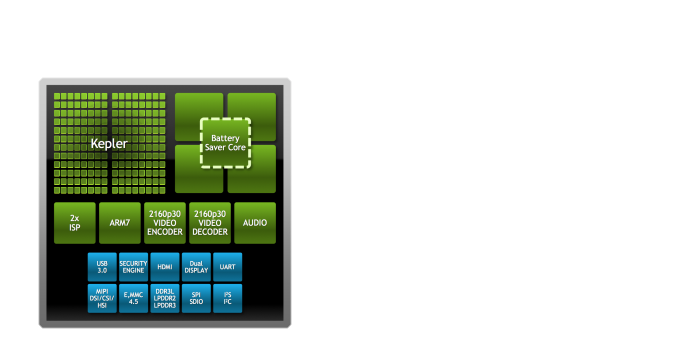 Kepler
Battery
Saver Core
2x
ISP
ARM7
2160p30
VIDEO
ENCODER
2160p30
VIDEO
DECODER
AUDIO
USB
3.0
SECURITY
ENGINE
HDMI
Dual
DISPLAY
UART
MIPI
DSI/CSI/
HSI
E.MMC
4.5
DDR3L
LPDDR2
LPDDR3
SPI
SDIO
I²S
I²C